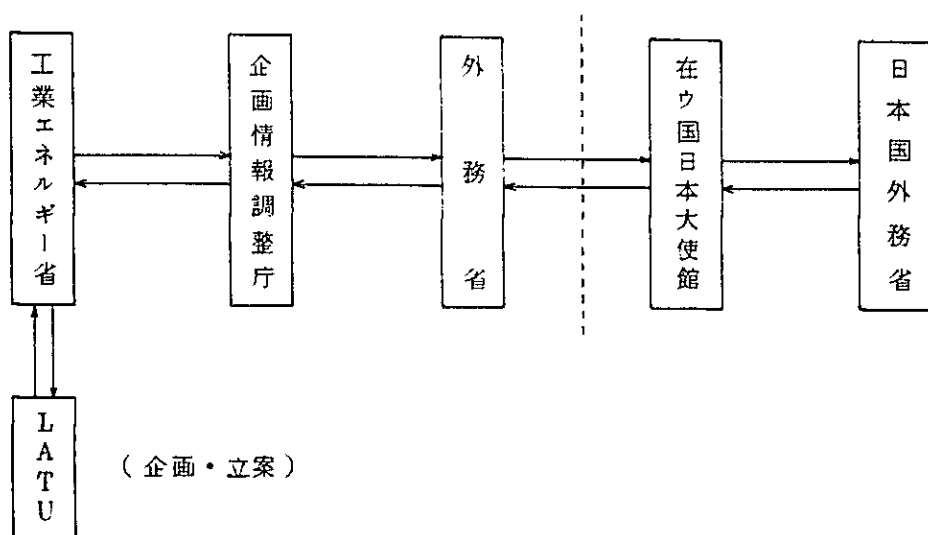 工業エネルギー省
企画情報調整庁
外務省
在ウ国日本大使館
日本国外務省
LATU
(企画・立案)